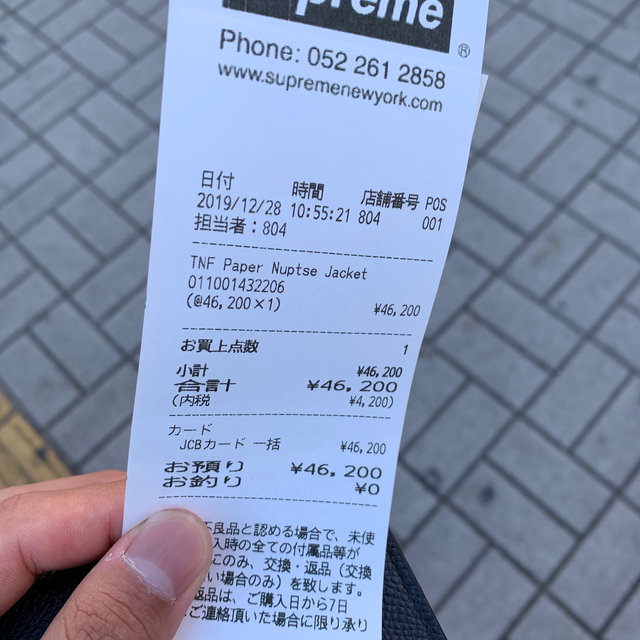 preme
®
Phone: 052 261 2858
www.supremenewyork.com
日付 時間 店舗番号 POS
2019/12/28 10:55:21 804 001
担当者：804
TNF Paper Nuptse Jacket
011001432206
(@46,200×1) ¥46,200
お買上点数 1
小計 ¥46,200
合計 ¥46,200
(内税 ¥4,200)
カード
JCBカード 一括 ¥46,200
お預り ¥46,200
お釣り ¥0
良品と認める場合で、未使
入時の全ての付属品等が
にのみ、交換・返品（交換
い場合のみ）を致します。
返品は、ご購入日から7日
ご連絡頂いた場合に限り承り